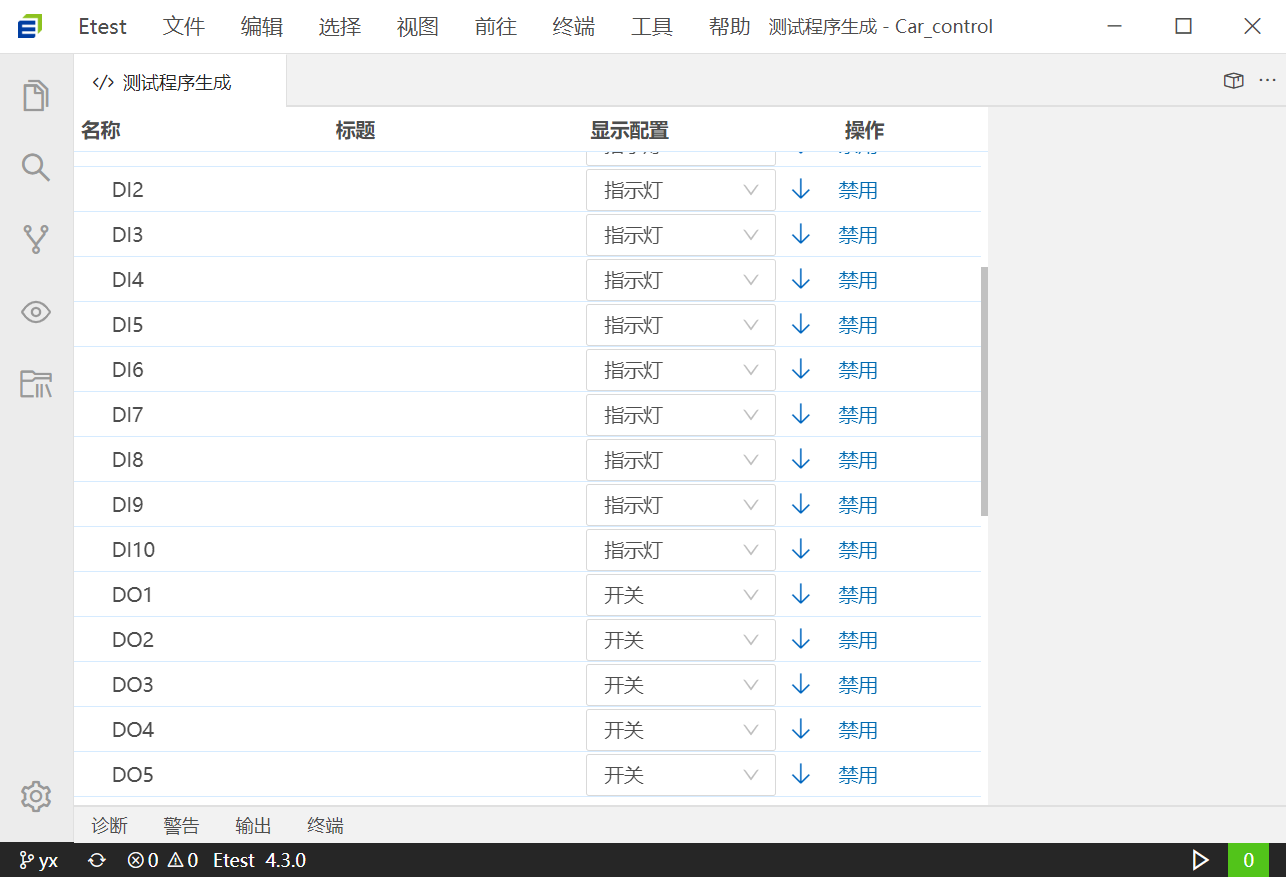 Etest 文件 编辑 选择 视图 前往 终端 工具 帮助 测试程序生成 - Car_control
</> 测试程序生成
名称 标题 显示配置 操作
DI2 指示灯 禁用
DI3 指示灯 禁用
DI4 指示灯 禁用
DI5 指示灯 禁用
DI6 指示灯 禁用
DI7 指示灯 禁用
DI8 指示灯 禁用
DI9 指示灯 禁用
DI10 指示灯 禁用
DO1 开关 禁用
DO2 开关 禁用
DO3 开关 禁用
DO4 开关 禁用
DO5 开关 禁用
诊断 警告 输出 终端
yx 0 0 Etest 4.3.0 0